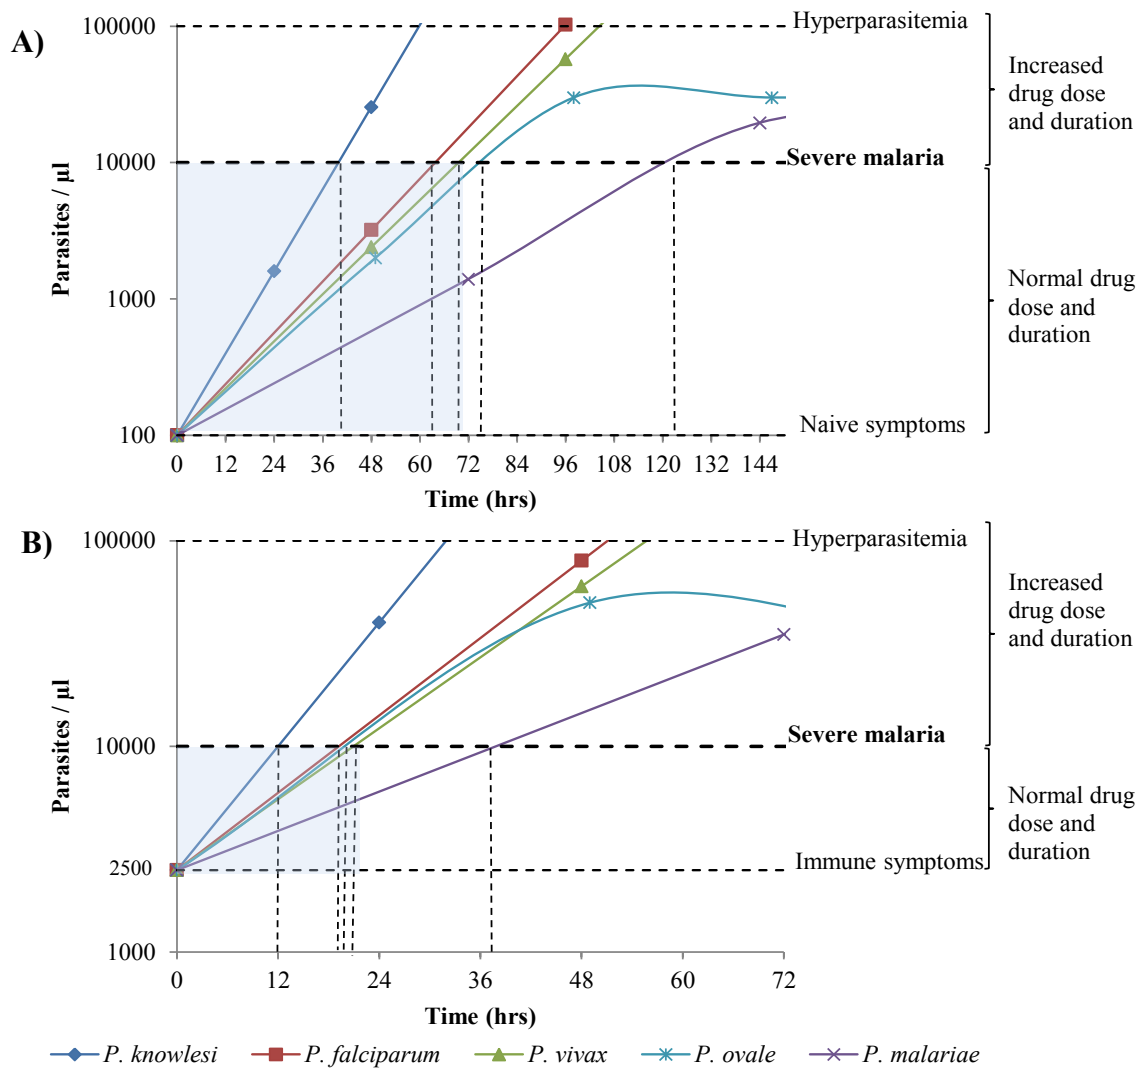 A)
100000
10000
1000
100
Parasites / µl
0 12 24 36 48 60 72 84 96 108 120 132 144
Time (hrs)
Hyperparasitemia
Severe malaria
Naive symptoms
Increased
drug dose
and duration
Normal drug
dose and
duration
B)
100000
10000
2500
1000
Parasites / µl
0 12 24 36 48 60 72
Time (hrs)
Hyperparasitemia
Severe malaria
Immune symptoms
Increased
drug dose
and duration
Normal drug
dose and
duration
P. knowlesi P. falciparum P. vivax P. ovale P. malariae